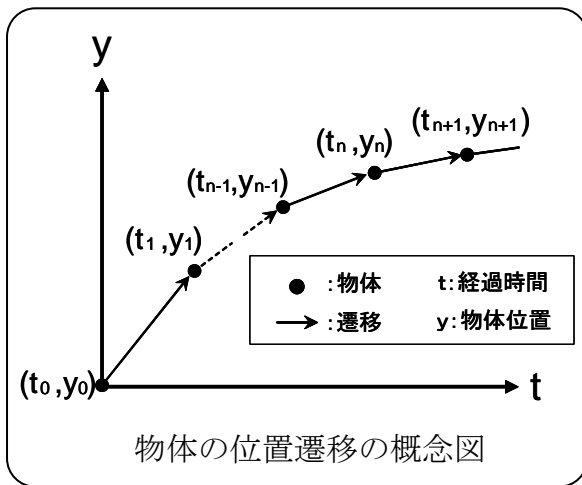 y
(tn+1,yn+1)
(tn ,yn)
(tn-1,yn-1)
(t1 ,y1)
● :物体 t:経過時間
→ :遷移 y:物体位置
(t0 ,y0)
t
物体の位置遷移の概念図